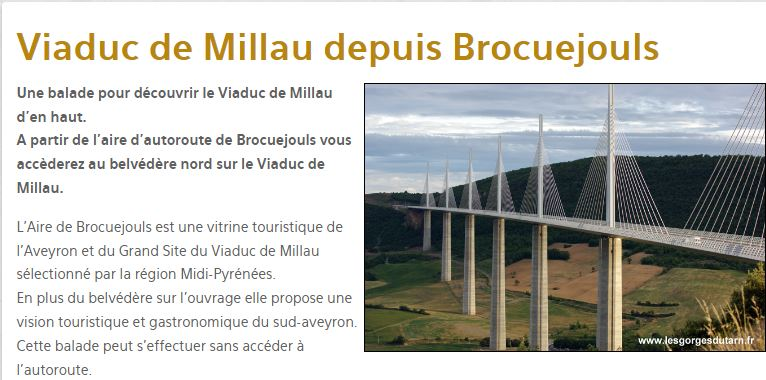 Viaduc de Millau depuis Brocuejouls
Une balade pour découvrir le Viaduc de Millau
d'en haut.
A partir de l'aire d'autoroute de Brocuejouls vous
accèderez au belvédère nord sur le Viaduc de
Millau.
L'Aire de Brocuejouls est une vitrine touristique de
l'Aveyron et du Grand Site du Viaduc de Millau
sélectionné par la région Midi-Pyrénées.
En plus du belvédère sur l'ouvrage elle propose une
vision touristique et gastronomique du sud-aveyron.
Cette balade peut s'effectuer sans accéder à
l'autoroute.
www.lesgorgesdutarn.fr